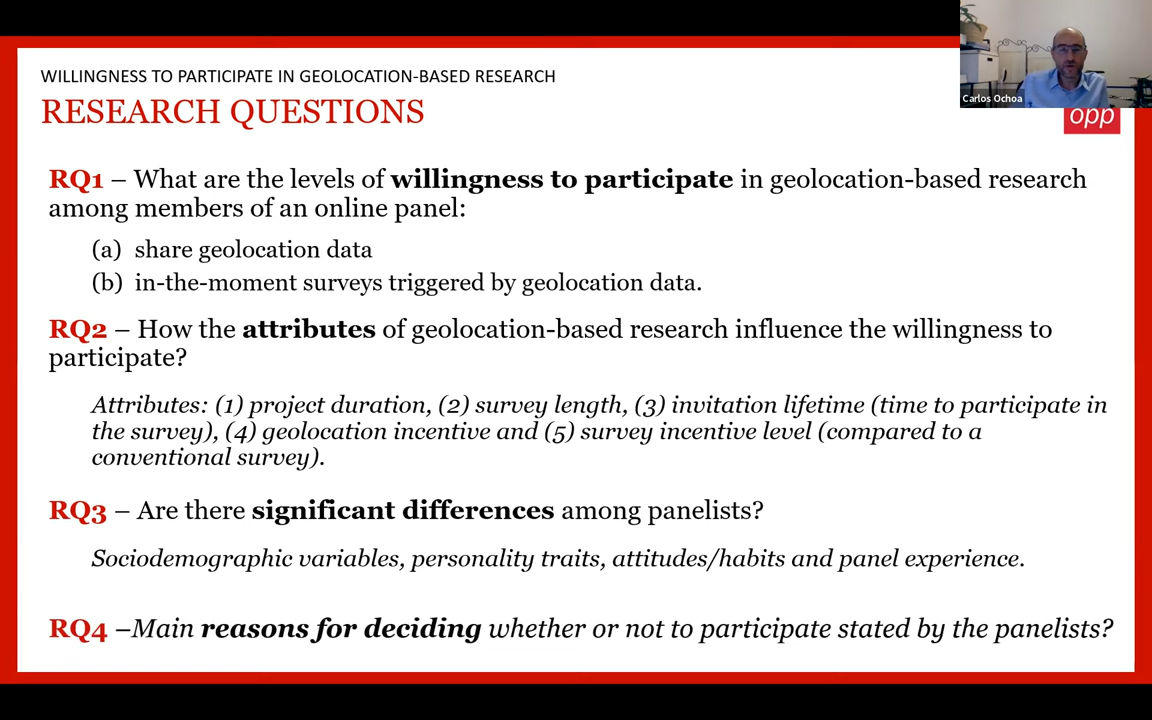 WILLINGNESS TO PARTICIPATE IN GEOLOCATION-BASED RESEARCH
RESEARCH QUESTIONS
Carlos Ochoa
opp
RQ1 – What are the levels of willingness to participate in geolocation-based research
among members of an online panel:
(a) share geolocation data
(b) in-the-moment surveys triggered by geolocation data.
RQ2 – How the attributes of geolocation-based research influence the willingness to
participate?
Attributes: (1) project duration, (2) survey length, (3) invitation lifetime (time to participate in
the survey), (4) geolocation incentive and (5) survey incentive level (compared to a
conventional survey).
RQ3 – Are there significant differences among panelists?
Sociodemographic variables, personality traits, attitudes/habits and panel experience.
RQ4 –Main reasons for deciding whether or not to participate stated by the panelists?